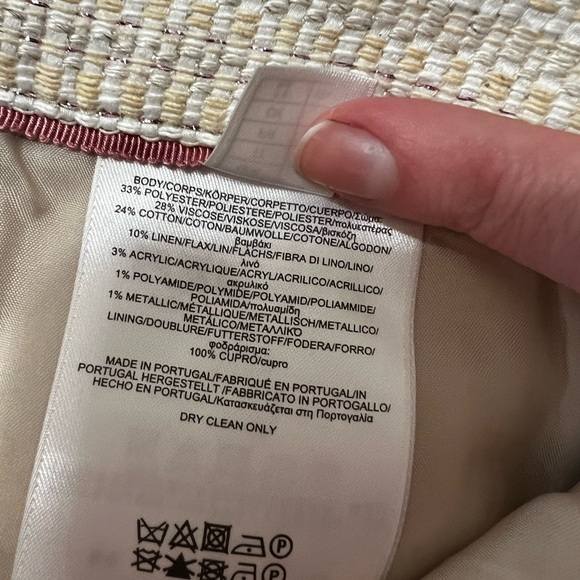 BODY/CORPS/KÖRPER/CORPETTO/CUERPO/Σώμα:
33% POLYESTER/POLIESTERE/POLIESTER/πολυεστέρας
28% VISCOSE/VISKOSE/VISCOSA/βισκόζη
24% COTTON/COTON/BAUMWOLLE/COTONE/ALGODON/
βαμβάκι
10% LINEN/FLAX/LIN/FLACHS/FIBRA DI LINO/LINO/
λινό
3% ACRYLIC/ACRYLIQUE/ACRYL/ACRILICO/ACRILLICO/
ακρυλικό
1% POLYAMIDE/POLYMIDE/POLYAMID/POLIAMMIDE/
POLIAMIDA/πολυαμίδη
1% METALLIC/MÉTALLIQUE/METALLISCH/METALLICO/
METÁLICO/ΜΕΤΑΛΛΙΚΌ
LINING/DOUBLURE/FUTTERSTOFF/FODERA/FORRO/
φοδράρισμα:
100% CUPRO/cupro
MADE IN PORTUGAL/FABRIQUÉ EN PORTUGAL/IN
PORTUGAL HERGESTELLT /FABBRICATO IN PORTOGALLO/
HECHO EN PORTUGAL/Κατασκευάζεται στη Πορτογαλία
DRY CLEAN ONLY
P
P